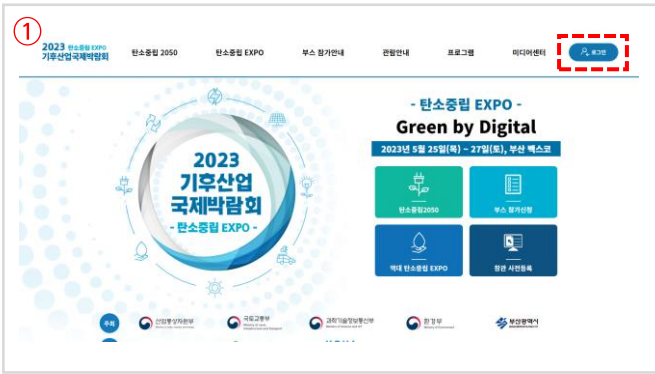 ①
2023 탄소중립 EXPO
기후산업국제박람회
탄소중립 2050
탄소중립 EXPO
부스 참가안내
관람안내
프로그램
미디어센터
로그인
2023
기후산업
국제박람회
- 탄소중립 EXPO -
- 탄소중립 EXPO -
Green by Digital
2023년 5월 25일(목) ~ 27일(토), 부산 벡스코
탄소중립2050
부스 참가신청
역대 탄소중립 EXPO
참관 사전등록
주최
산업통상자원부
국토교통부
과학기술정보통신부
환경부
부산광역시